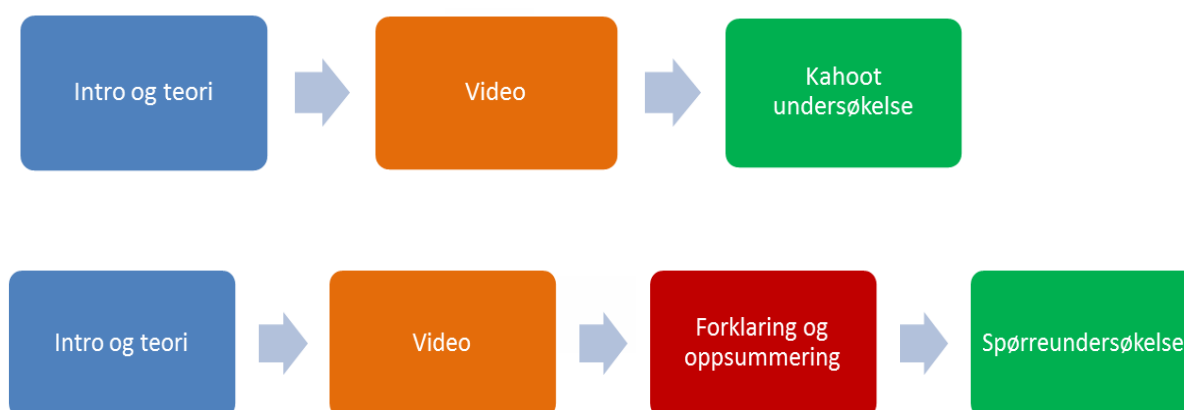 Intro og teori
Video
Kahoot
undersøkelse
Intro og teori
Video
Forklaring og
oppsummering
Spørreundersøkelse